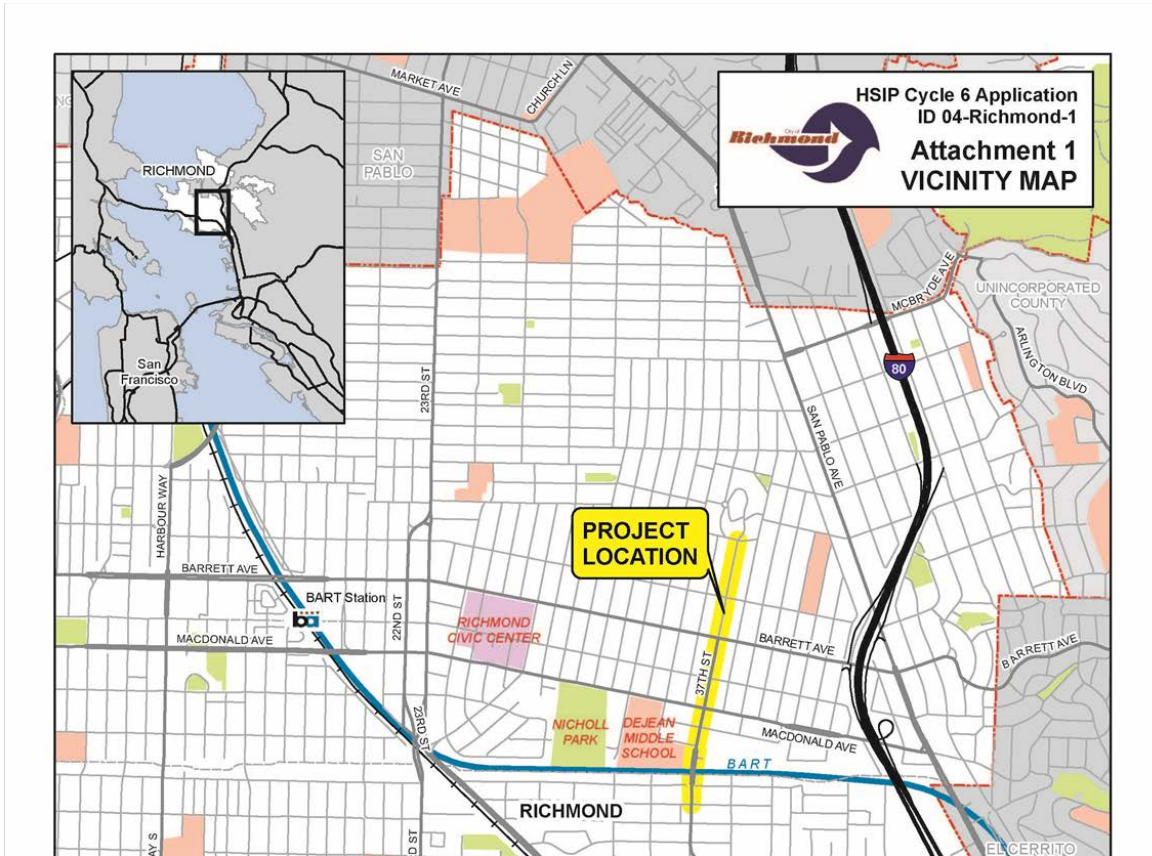 MARKET AVE
CHURCH LN
HSIP Cycle 6 Application
ID 04-Richmond-1
City of
Richmond
Attachment 1
VICINITY MAP
SAN
PABLO
RICHMOND
San
Francisco
MCBRYDE AVE
UNINCORPORATED
COUNTY
ARLINGTON BLVD
80
23RD ST
SAN PABLO AVE
HARBOUR WAY
PROJECT
LOCATION
BARRETT AVE
BART Station
ba
22ND ST
MACDONALD AVE
RICHMOND
CIVIC CENTER
BARRETT AVE
BARRETT AVE
37TH ST
23RD ST
NICHOLL
PARK
DEJEAN
MIDDLE
SCHOOL
MACDONALD AVE
BART
RICHMOND
EL CERRITO